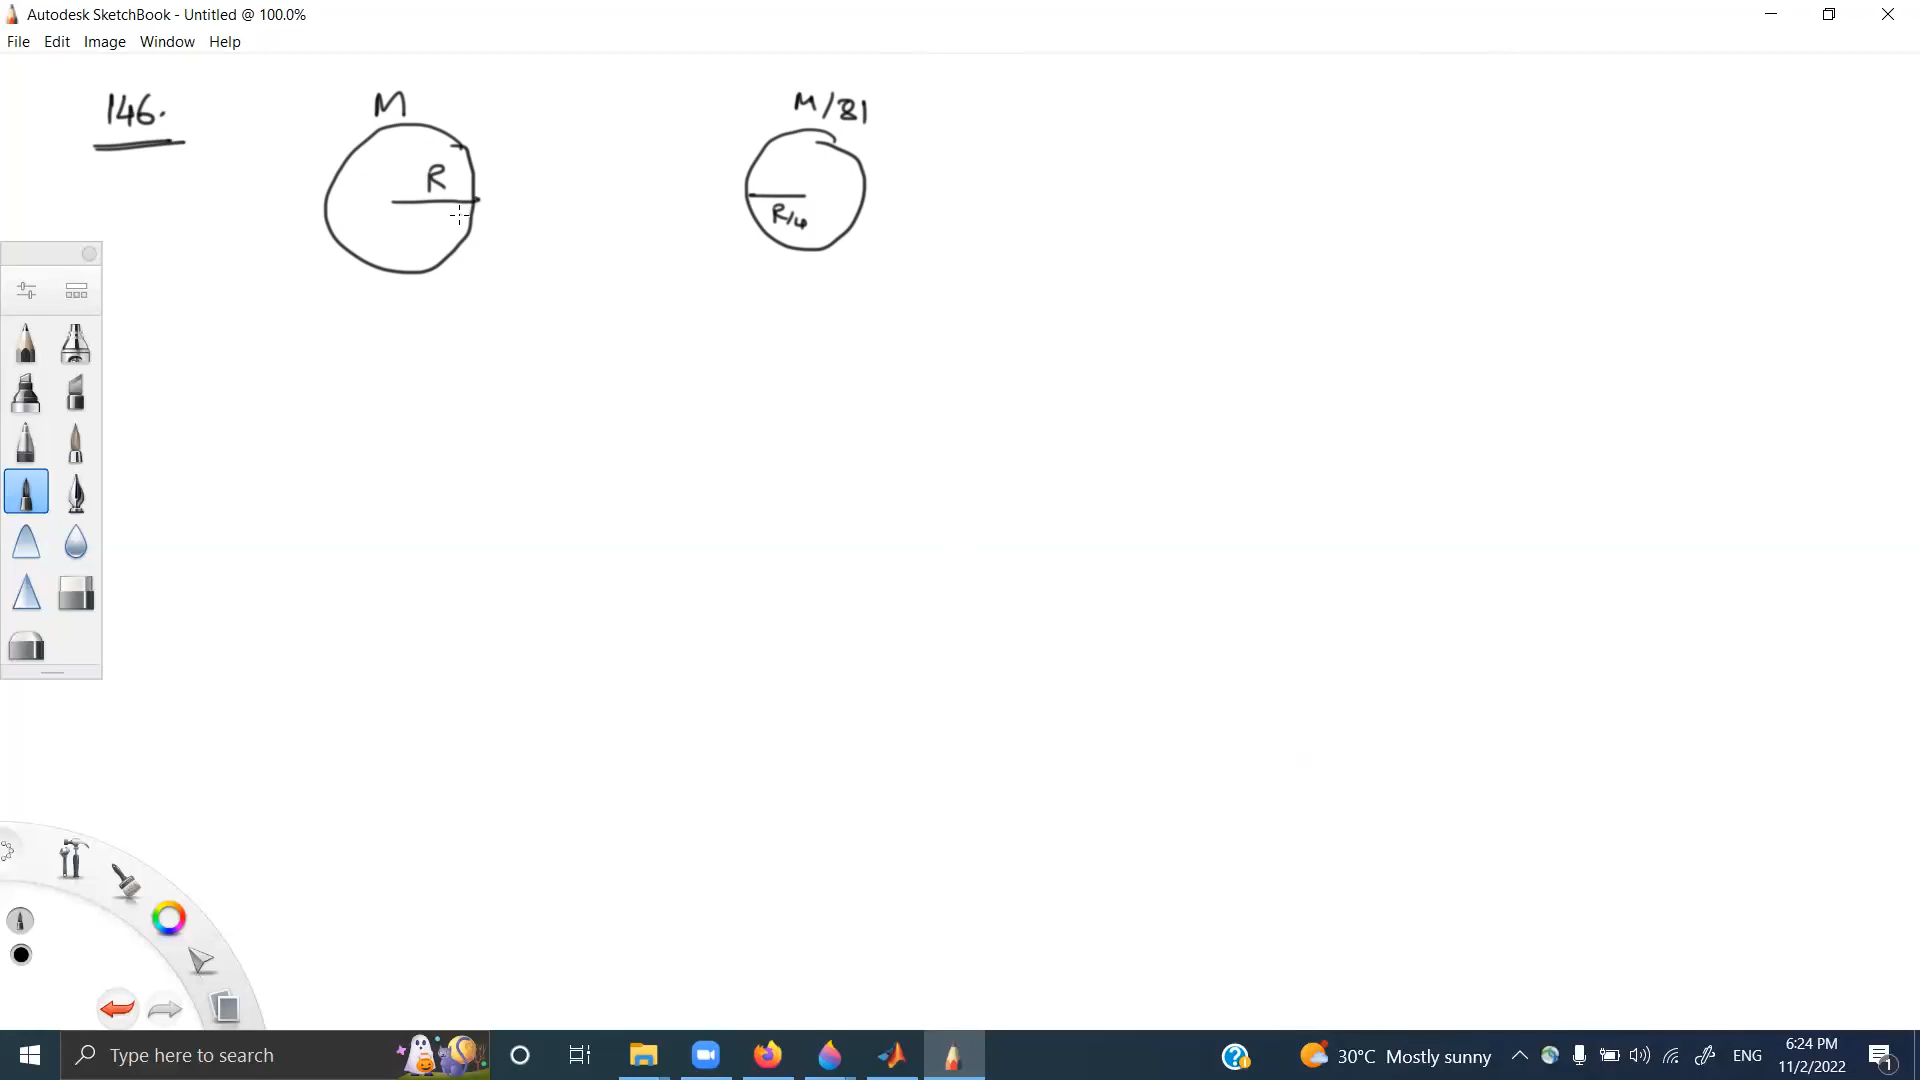 Autodesk SketchBook - Untitled @ 100.0%
File Edit Image Window Help
146.
M
M/81
R
R/4
Type here to search
30°C Mostly sunny
ENG
6:24 PM
11/2/2022
1